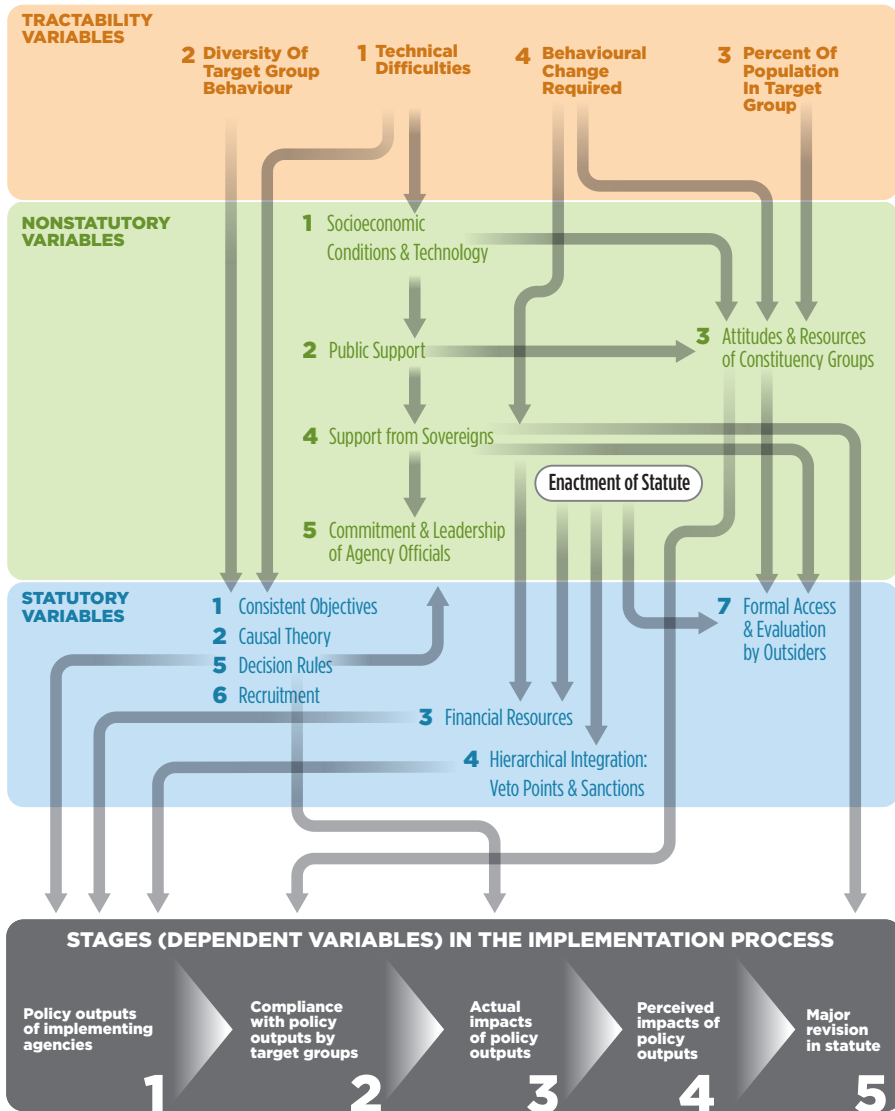 TRACTABILITY
VARIABLES
2 Diversity Of
Target Group
Behaviour
1 Technical
Difficulties
4 Behavioural
Change
Required
3 Percent Of
Population
In Target
Group
NONSTATUTORY
VARIABLES
1 Socioeconomic
Conditions & Technology
2 Public Support
3 Attitudes & Resources
of Constituency Groups
4 Support from Sovereigns
Enactment of Statute
5 Commitment & Leadership
of Agency Officials
STATUTORY
VARIABLES
1 Consistent Objectives
2 Causal Theory
5 Decision Rules
6 Recruitment
7 Formal Access
& Evaluation
by Outsiders
3 Financial Resources
4 Hierarchical Integration:
Veto Points & Sanctions
STAGES (DEPENDENT VARIABLES) IN THE IMPLEMENTATION PROCESS
Policy outputs
of implementing
agencies
1
Compliance
with policy
outputs by
target groups
2
Actual
impacts
of policy
outputs
3
Perceived
impacts of
policy
outputs
4
Major
revision
in statute
5